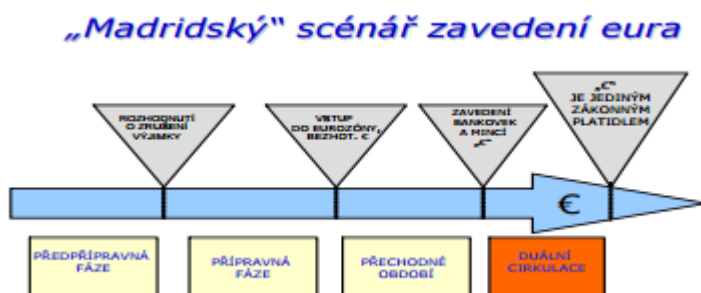 „Madridský“ scénář zavedení eura
ROZHODNUTÍ
O ZRUŠENÍ
VÝJIMKY
VSTUP
DO EUROZÓNY,
BEZHOT. €
ZAVEDENÍ
BANKOVEK
A MINCÍ
„€“
„€“
JE JEDINÝM
ZÁKONNÝM
PLATIDLEM
€
PŘEDPŘÍPRAVNÁ
FÁZE
PŘÍPRAVNÁ
FÁZE
PŘECHODNÉ
OBDOBÍ
DUÁLNÍ
CIRKULACE